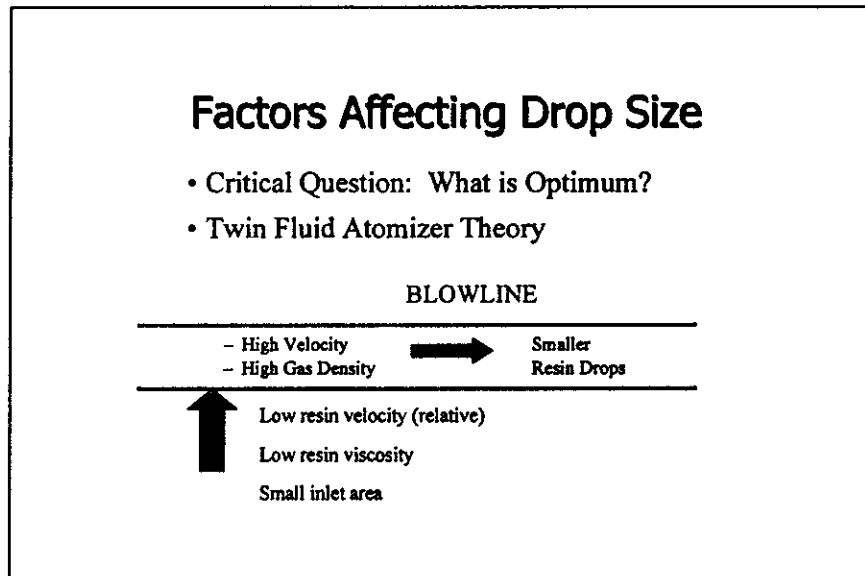 Factors Affecting Drop Size
• Critical Question: What is Optimum?
• Twin Fluid Atomizer Theory
BLOWLINE
– High Velocity
– High Gas Density
Smaller
Resin Drops
Low resin velocity (relative)
Low resin viscosity
Small inlet area